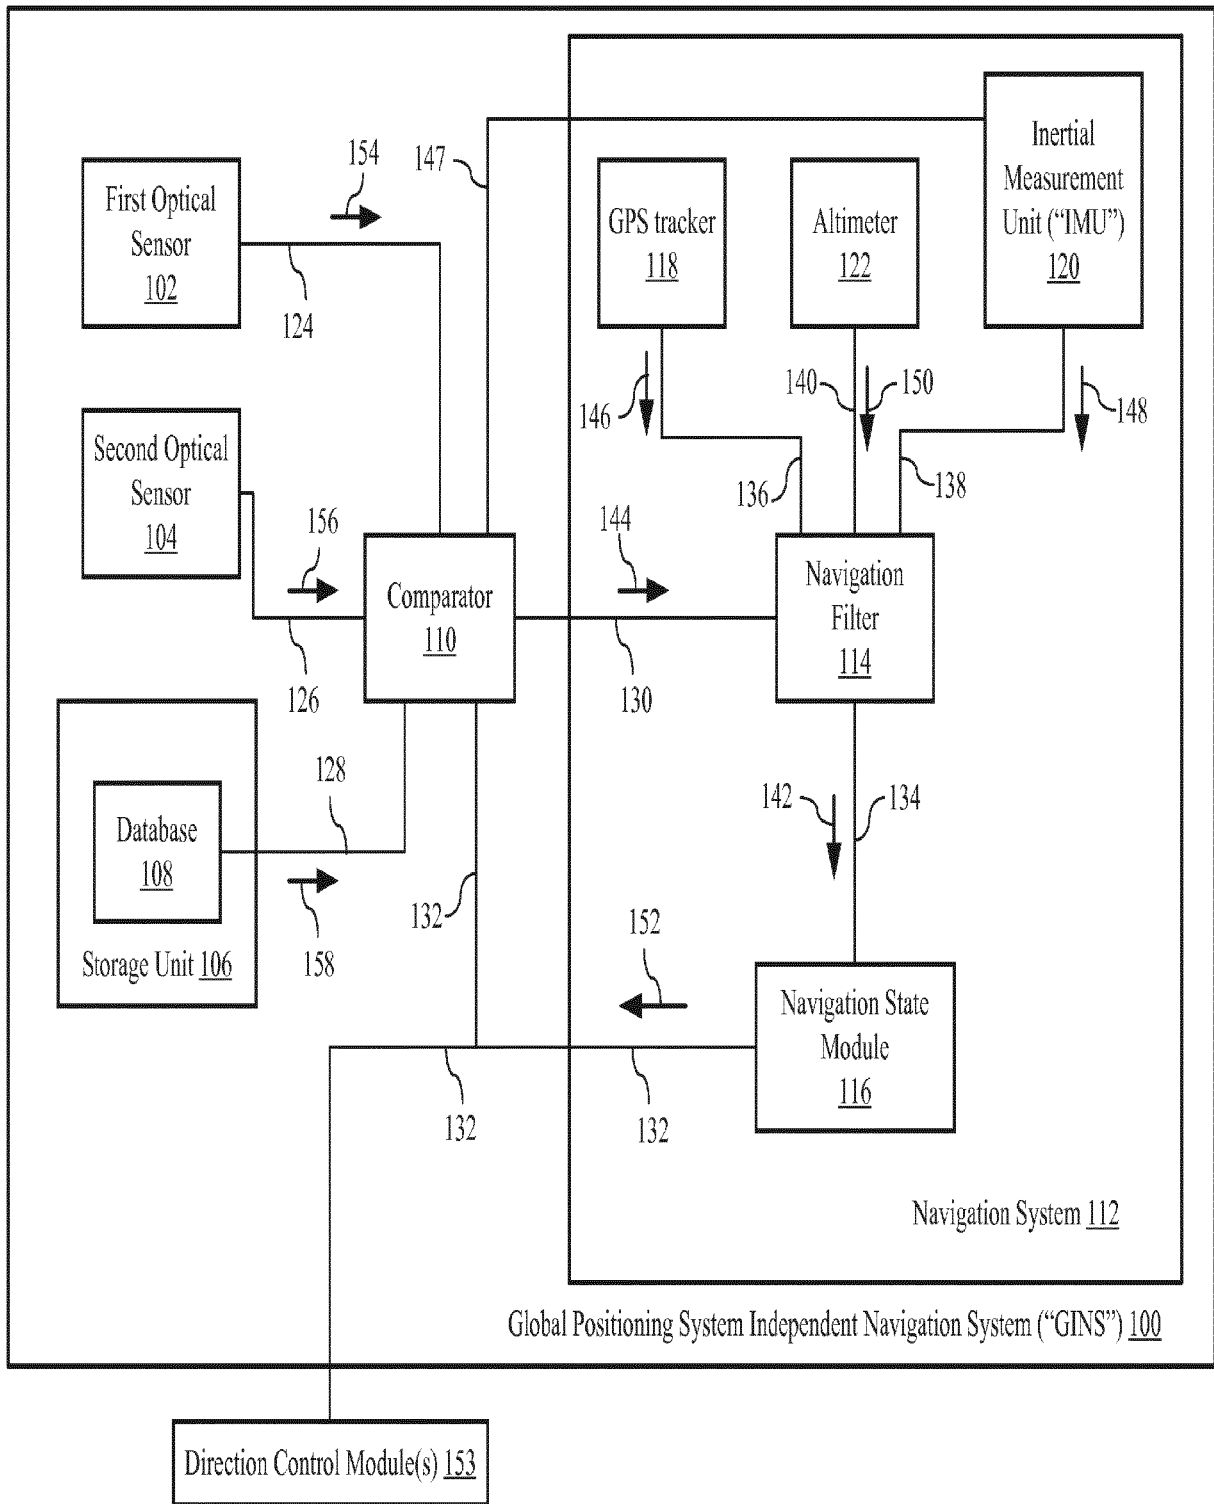 154
147
First Optical
Sensor
102
124
GPS tracker
118
Altimeter
122
Inertial
Measurement
Unit (“IMU”)
120
146
140
150
148
136
138
Second Optical
Sensor
104
156
126
Comparator
110
144
130
Navigation
Filter
114
128
Database
108
Storage Unit 106
158
132
142
134
152
Navigation State
Module
116
132
132
Navigation System 112
Global Positioning System Independent Navigation System (“GINS”) 100
Direction Control Module(s) 153